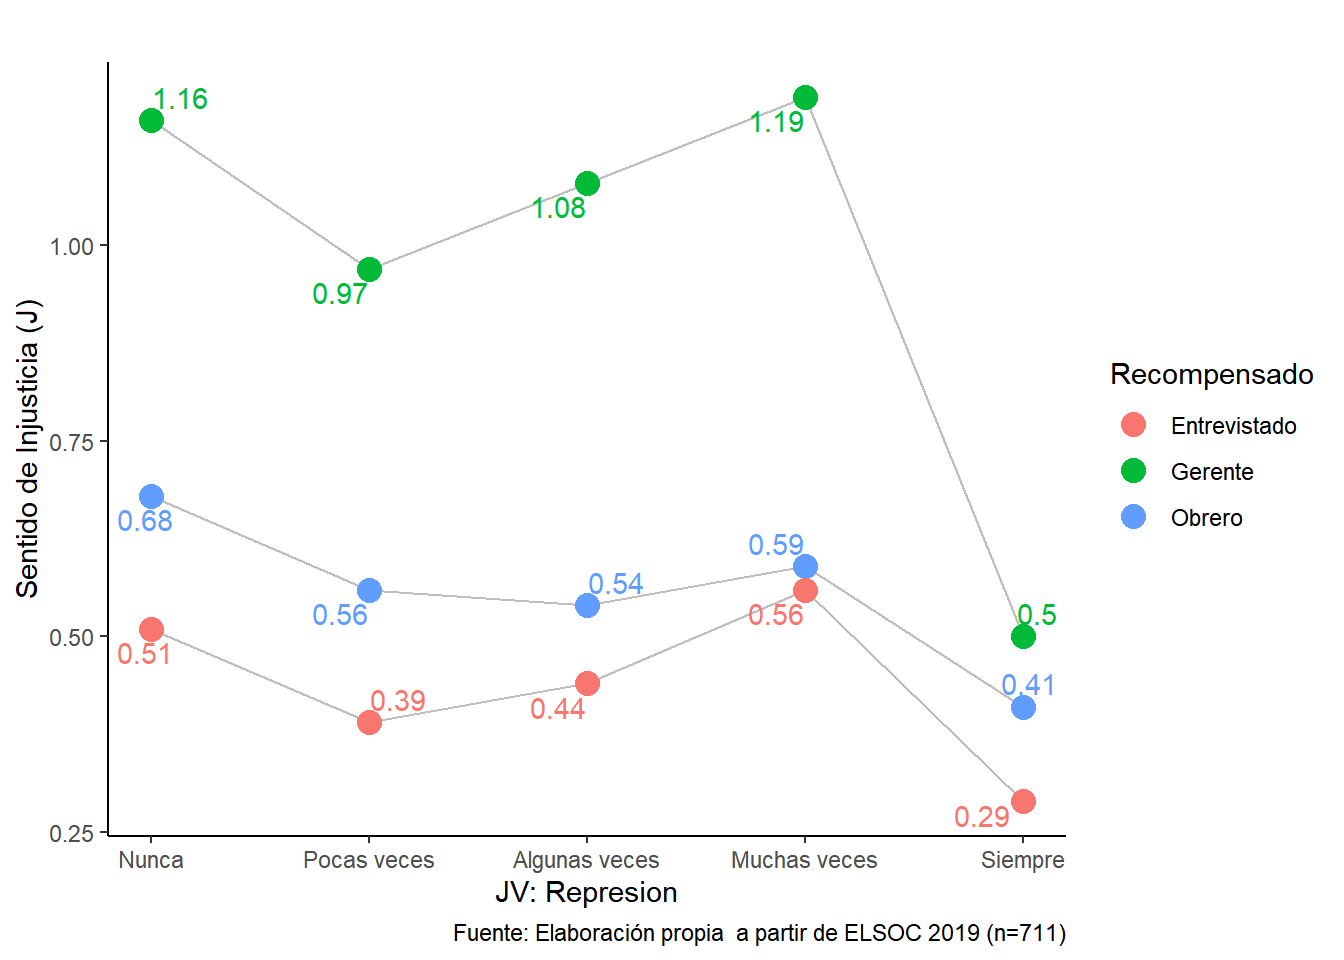 1.16
1.19
1.08
0.97
1.00
Sentido de Injusticia (J)
0.75
0.68
0.56
0.54
0.59
0.50
0.5
0.51
0.39
0.44
0.56
0.41
0.29
0.25
Nunca Pocas veces Algunas veces Muchas veces Siempre
JV: Represion
Fuente: Elaboración propia  a partir de ELSOC 2019 (n=711)
Recompensado
Entrevistado
Gerente
Obrero